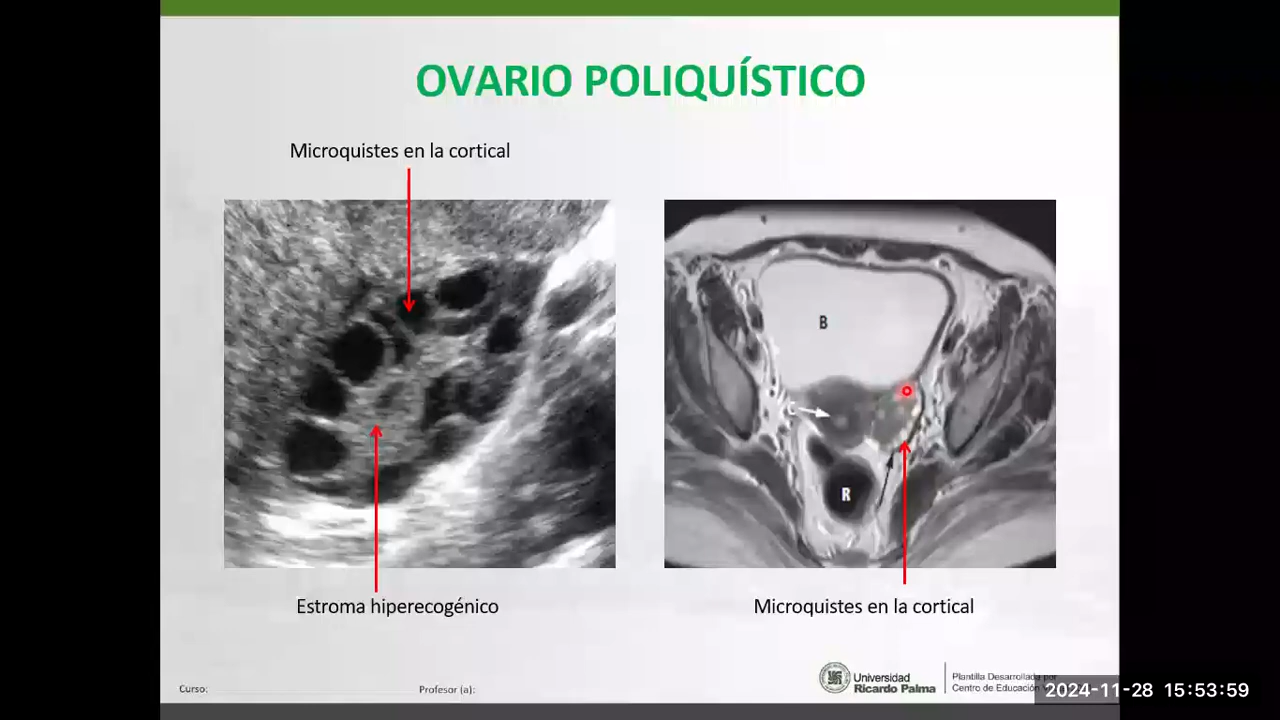 OVARIO POLIQUÍSTICO
Microquistes en la cortical
B
C
R
Estroma hiperecogénico
Microquistes en la cortical
Curso:
Profesor (a):
Universidad
Ricardo Palma
Plantilla Desarrollada por
Centro de Educación
2024-11-28 15:53:59